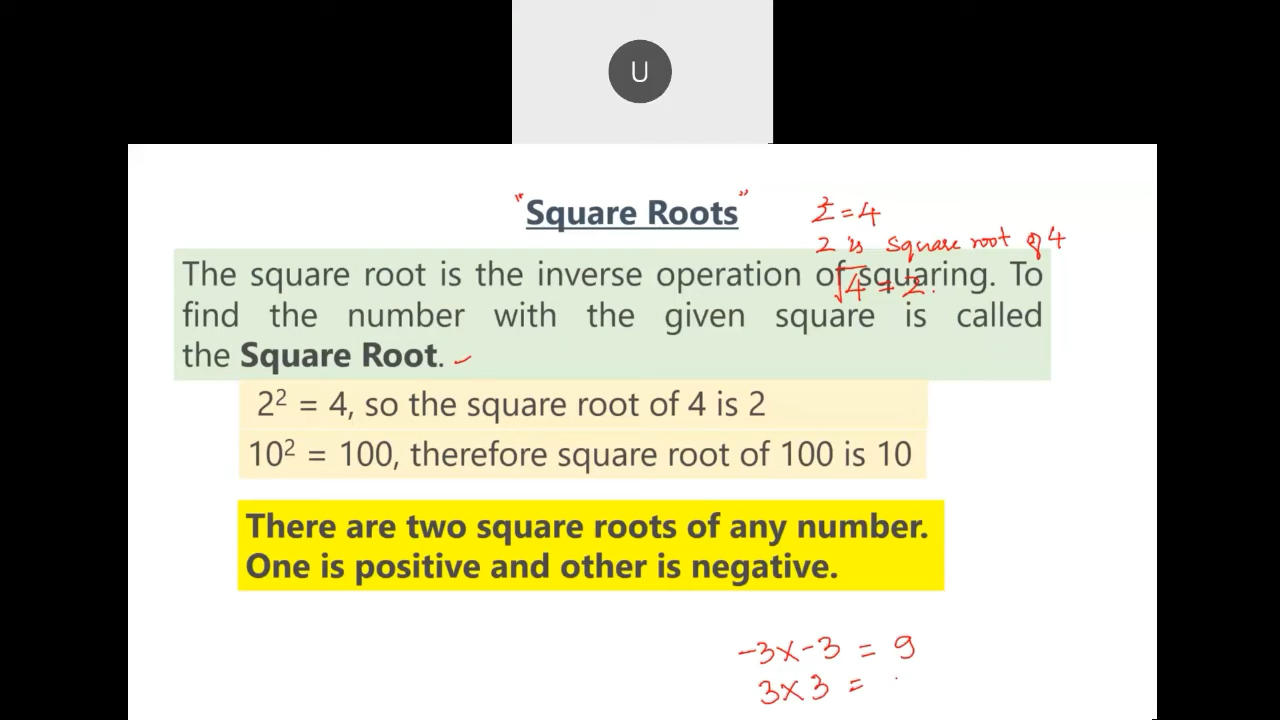 U
"Square Roots"
2² = 4
2 is square root of 4
√4 = 2.
The square root is the inverse operation of squaring. To
find the number with the given square is called
the Square Root.
2² = 4, so the square root of 4 is 2
10² = 100, therefore square root of 100 is 10
There are two square roots of any number.
One is positive and other is negative.
-3x-3 = 9
3x3 =